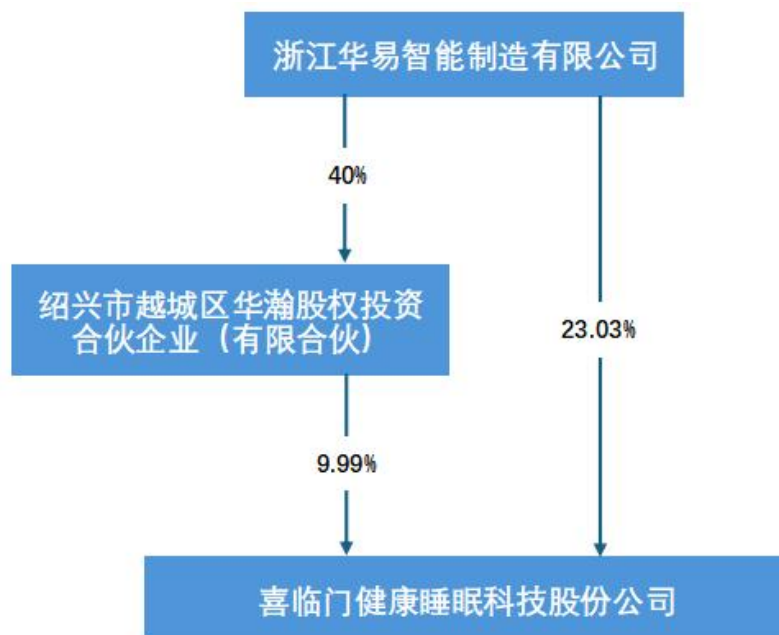 浙江华易智能制造有限公司
40%
绍兴市越城区华瀚股权投资
合伙企业（有限合伙）
23.03%
9.99%
喜临门健康睡眠科技股份公司